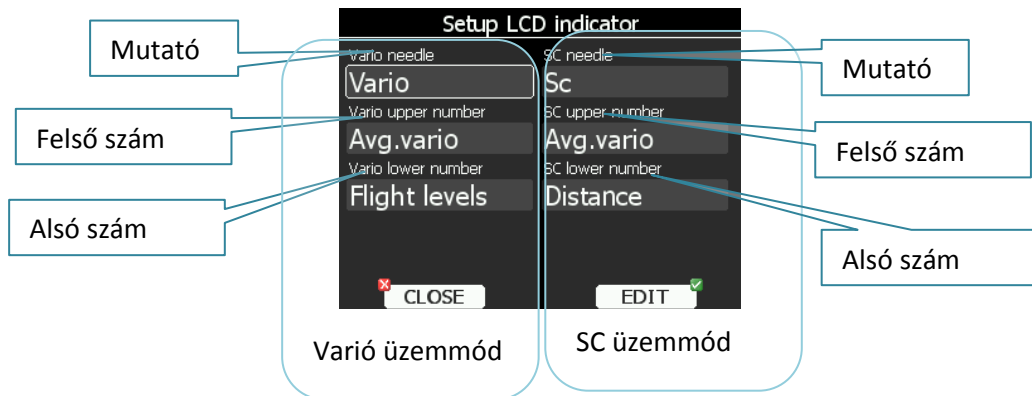 Setup LCD indicator
Mutató
Vario needle
Vario
Felső szám
Vario upper number
Avg.vario
Alsó szám
Vario lower number
Flight levels
CLOSE
Varió üzemmód
SC needle
Sc
Mutató
SC upper number
Avg.vario
Felső szám
SC lower number
Distance
Alsó szám
EDIT
SC üzemmód